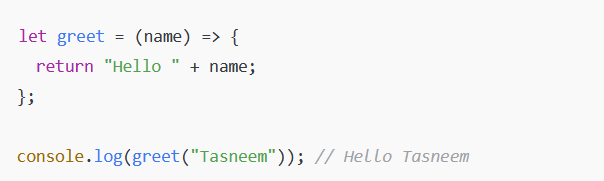 let greet = (name) => {
  return "Hello " + name;
};

console.log(greet("Tasneem")); // Hello Tasneem